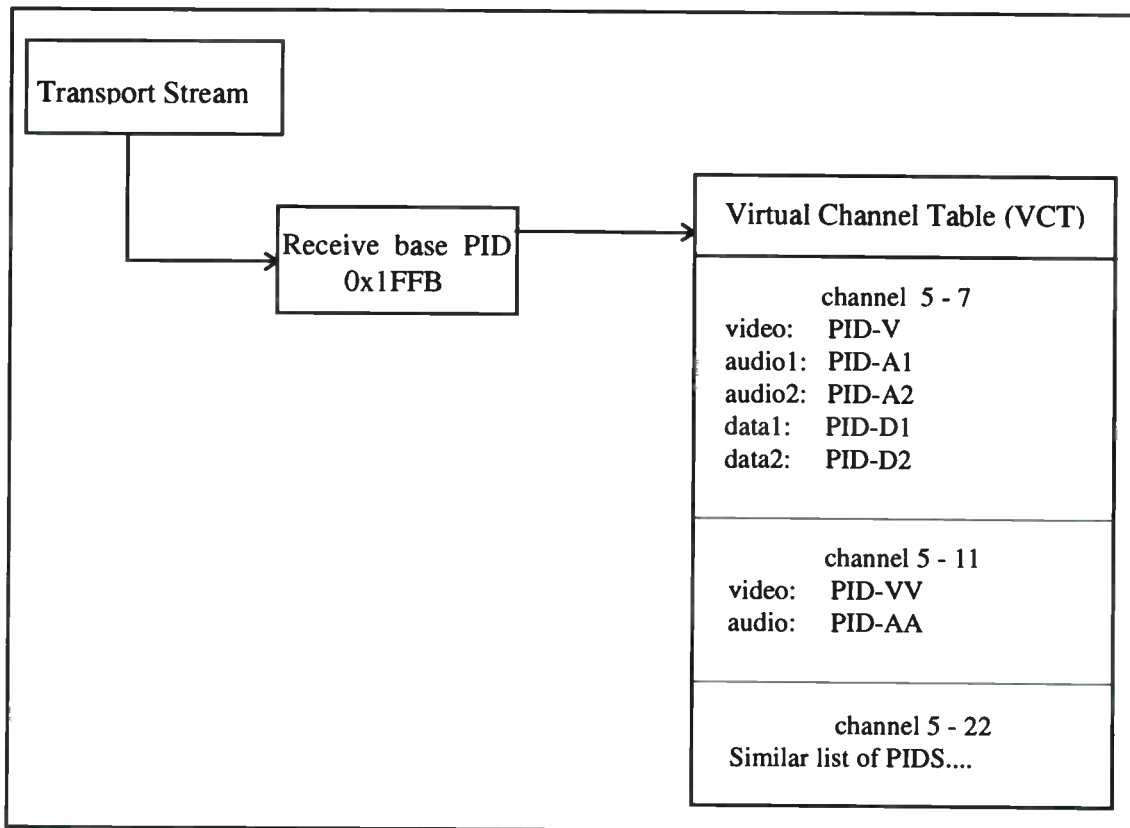 Transport Stream
Receive base PID
0x1FFB
Virtual Channel Table (VCT)
channel 5 - 7
video: PID-V
audio1: PID-A1
audio2: PID-A2
data1: PID-D1
data2: PID-D2
channel 5 - 11
video: PID-VV
audio: PID-AA
channel 5 - 22
Similar list of PIDS....